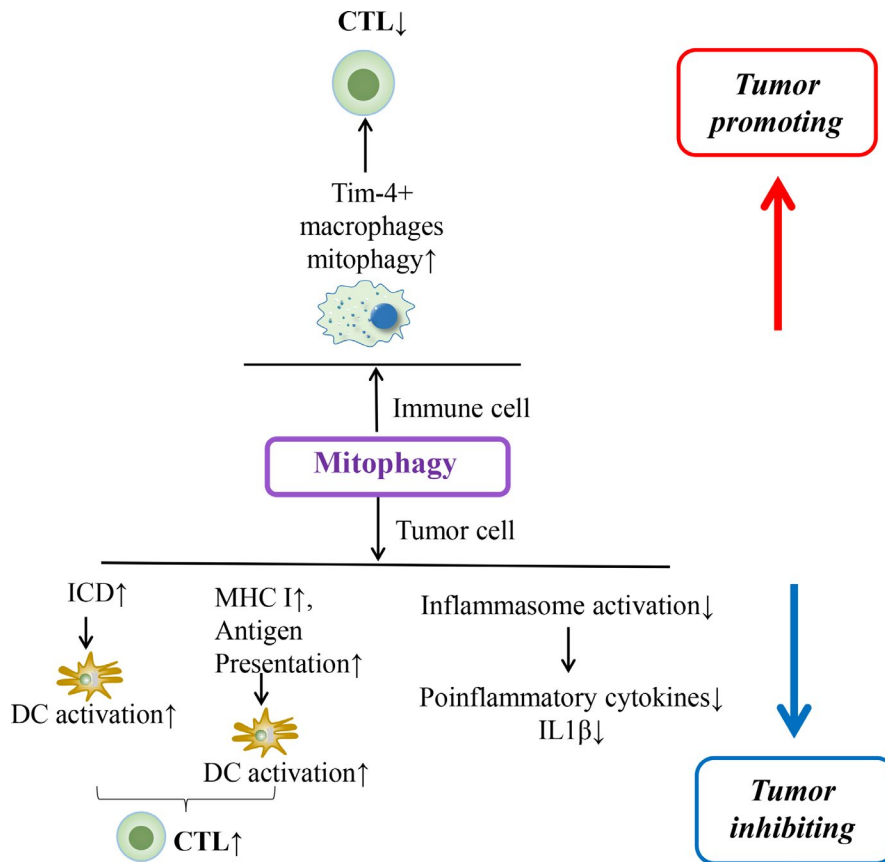 CTL↓
Tumor
promoting
Tim-4+
macrophages
mitophagy↑
Immune cell
Mitophagy
Tumor cell
ICD↑
MHC I↑,
Antigen
Presentation↑
Inflammasome activation↓
DC activation↑
Poinflammatory cytokines↓
IL1β↓
DC activation↑
CTL↑
Tumor
inhibiting